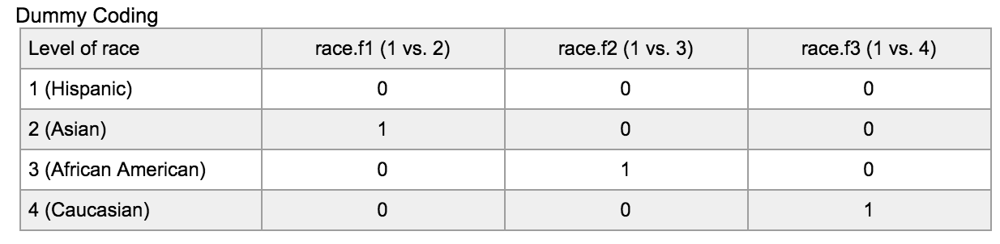 Dummy Coding
Level of race race.f1 (1 vs. 2) race.f2 (1 vs. 3) race.f3 (1 vs. 4)
1 (Hispanic) 0 0 0
2 (Asian) 1 0 0
3 (African American) 0 1 0
4 (Caucasian) 0 0 1